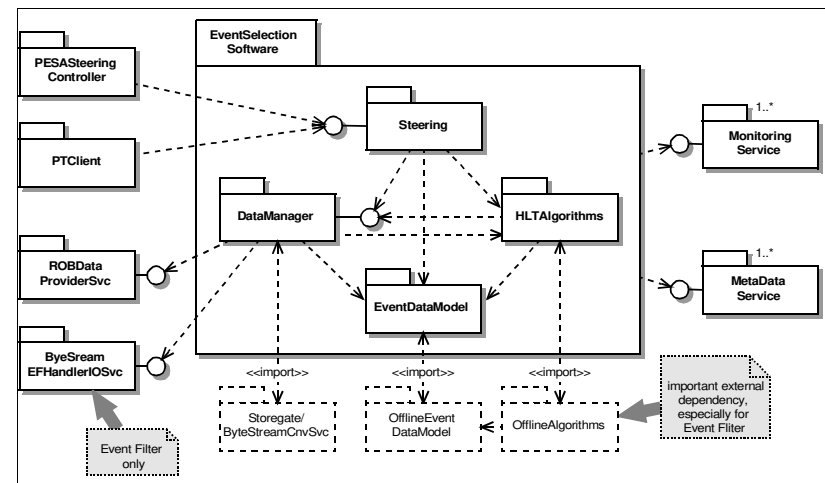 EventSelection
Software
PESASteering
Controller
Steering
1..*
Monitoring
Service
PTClient
DataManager
HLTAlgorithms
ROBData
ProviderSvc
1..*
MetaData
Service
EventDataModel
ByeSream
EFHandlerIOSvc
<<import>>
<<import>>
<<import>>
important external
dependency,
especially for
Event Fliter
Storegate/
ByteStreamCnvSvc
OfflineEvent
DataModel
OfflineAlgorithms
Event Filter
only